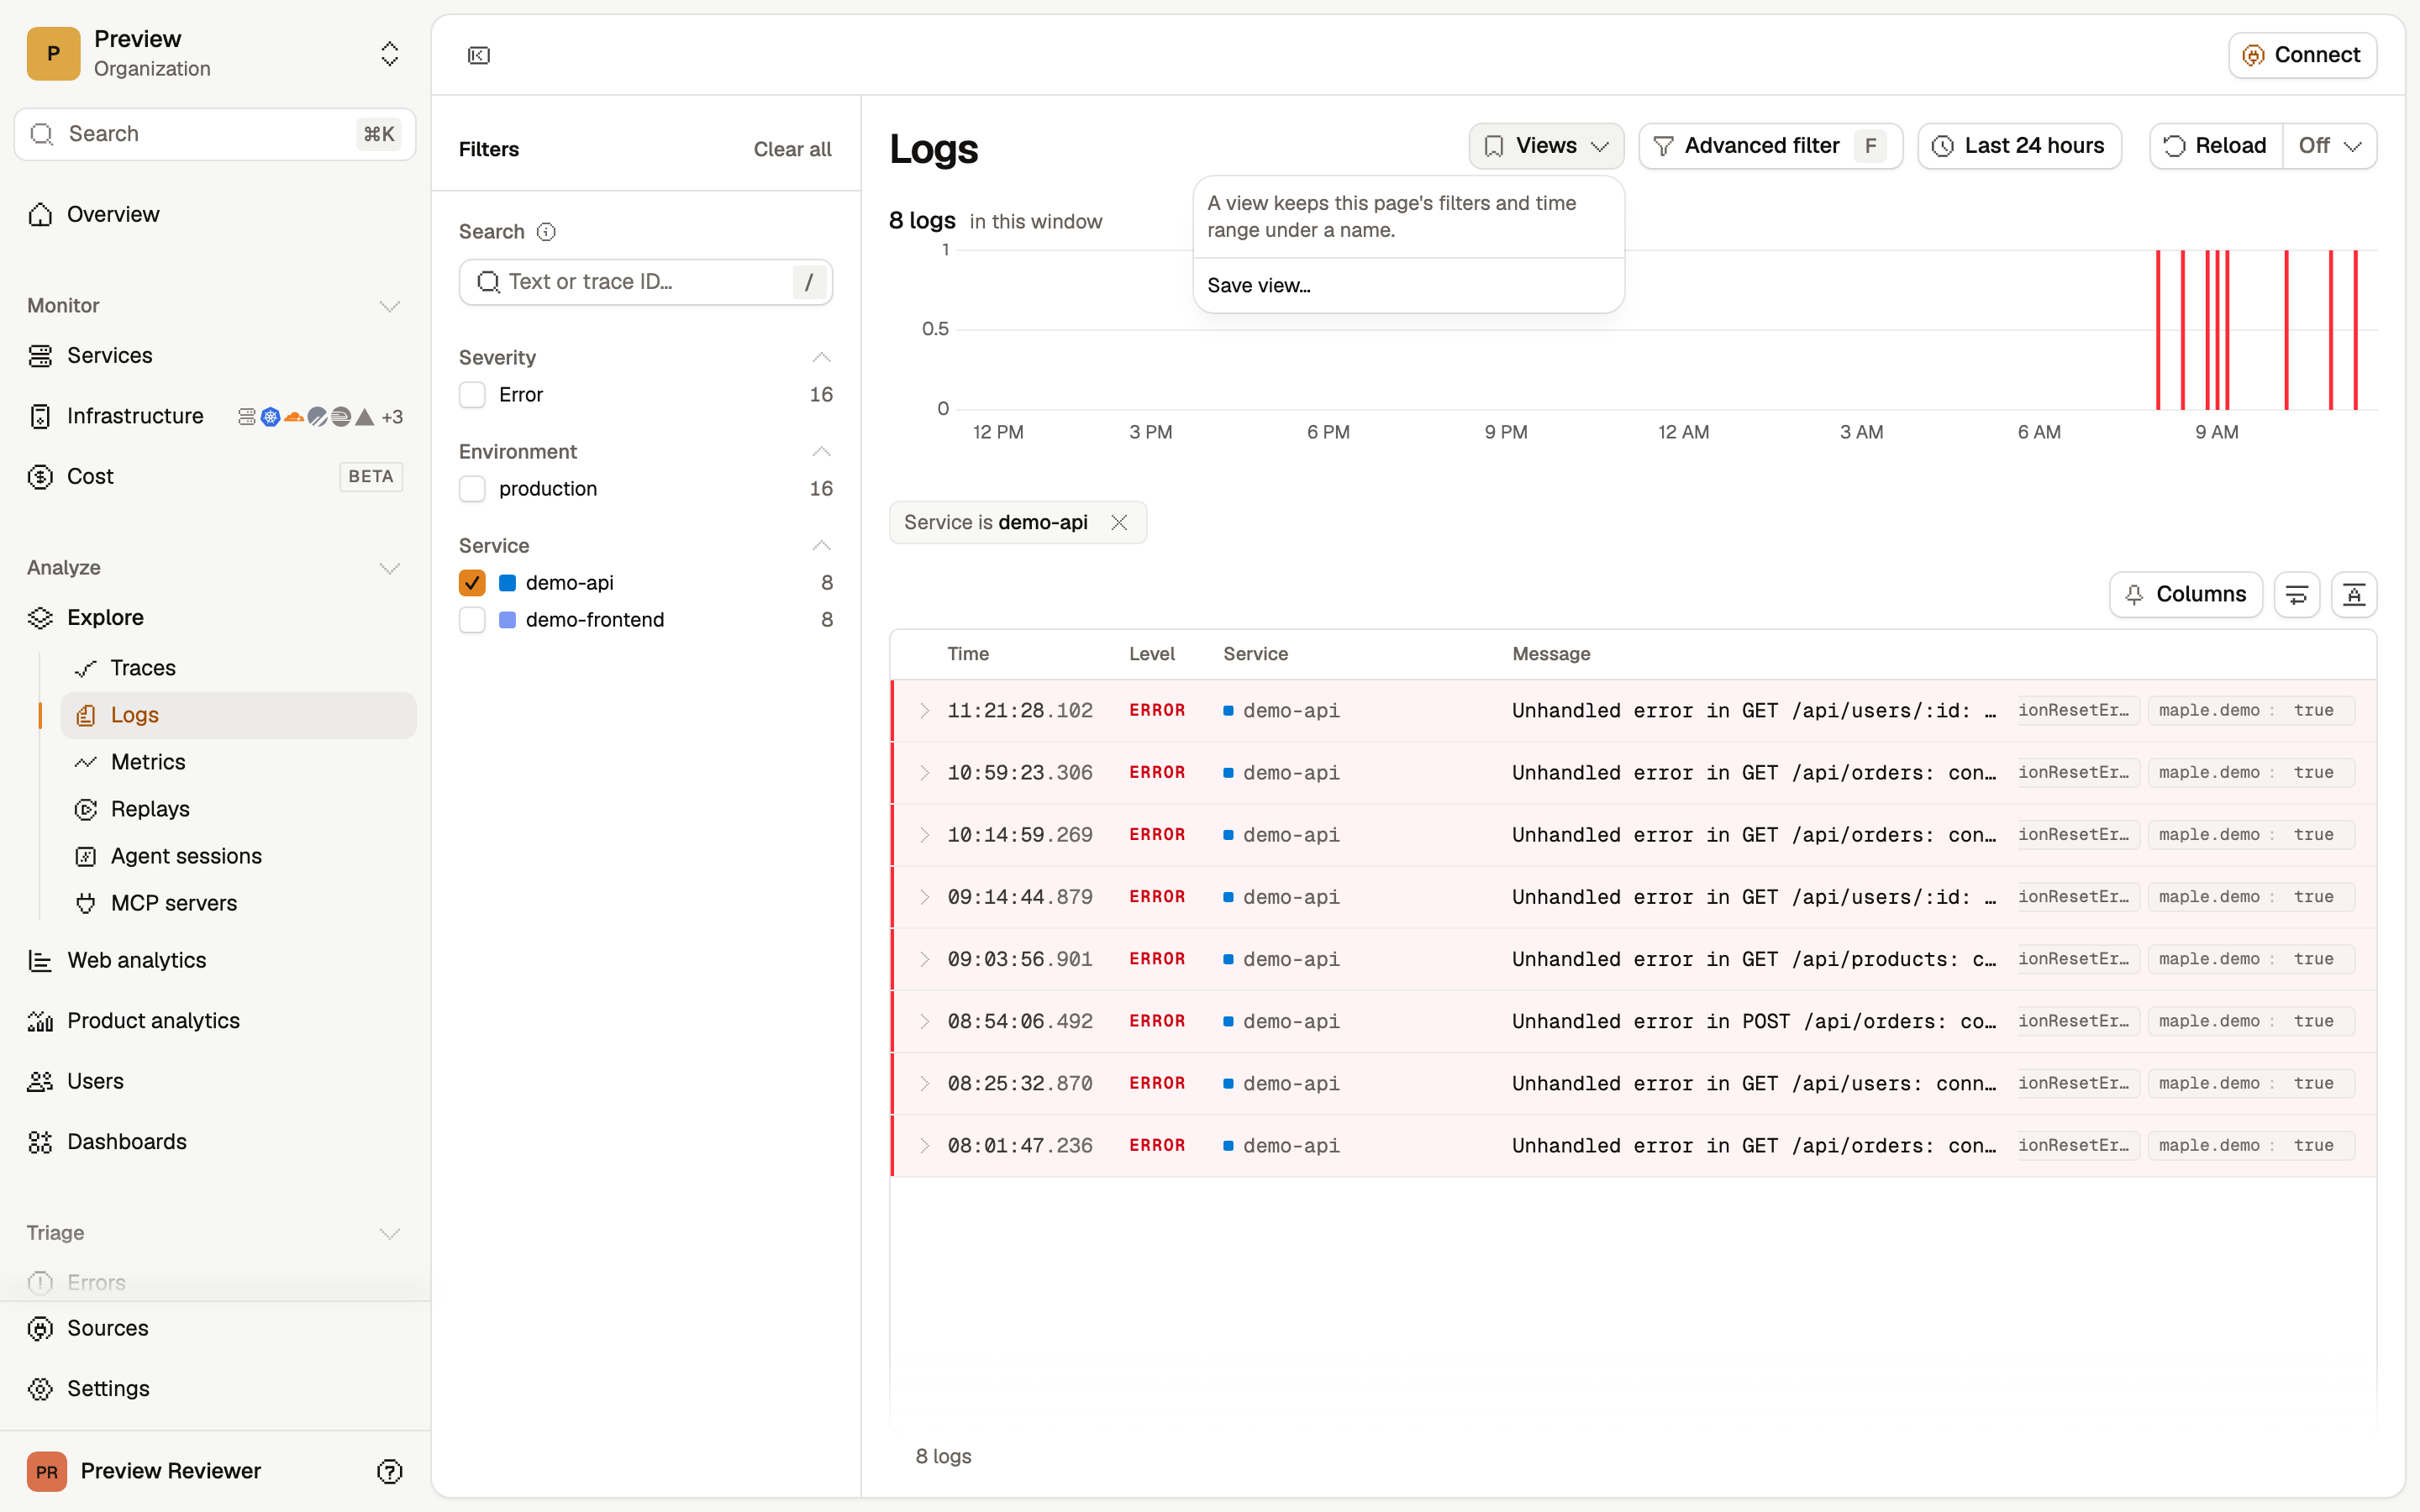 P
Preview
Organization
Search ⌘K
Overview
Monitor
Services
Infrastructure +3
Cost BETA
Analyze
Explore
Traces
Logs
Metrics
Replays
Agent sessions
MCP servers
Web analytics
Product analytics
Users
Dashboards
Triage
Errors
Sources
Settings
PR Preview Reviewer
Connect
Filters Clear all
Search
Text or trace ID... /
Severity
Error 16
Environment
production 16
Service
demo-api 8
demo-frontend 8
Logs
Views
Advanced filter F
Last 24 hours
Reload Off
A view keeps this page's filters and time
range under a name.
Save view...
8 logs in this window
1
0.5
0
12 PM 3 PM 6 PM 9 PM 12 AM 3 AM 6 AM 9 AM
Service is demo-api
Columns
Time Level Service Message
11:21:28.102 ERROR demo-api Unhandled error in GET /api/users/:id: … ionResetEr… maple.demo: true
10:59:23.306 ERROR demo-api Unhandled error in GET /api/orders: con… ionResetEr… maple.demo: true
10:14:59.269 ERROR demo-api Unhandled error in GET /api/orders: con… ionResetEr… maple.demo: true
09:14:44.879 ERROR demo-api Unhandled error in GET /api/users/:id: … ionResetEr… maple.demo: true
09:03:56.901 ERROR demo-api Unhandled error in GET /api/products: c… ionResetEr… maple.demo: true
08:54:06.492 ERROR demo-api Unhandled error in POST /api/orders: co… ionResetEr… maple.demo: true
08:25:32.870 ERROR demo-api Unhandled error in GET /api/users: conn… ionResetEr… maple.demo: true
08:01:47.236 ERROR demo-api Unhandled error in GET /api/orders: con… ionResetEr… maple.demo: true
8 logs